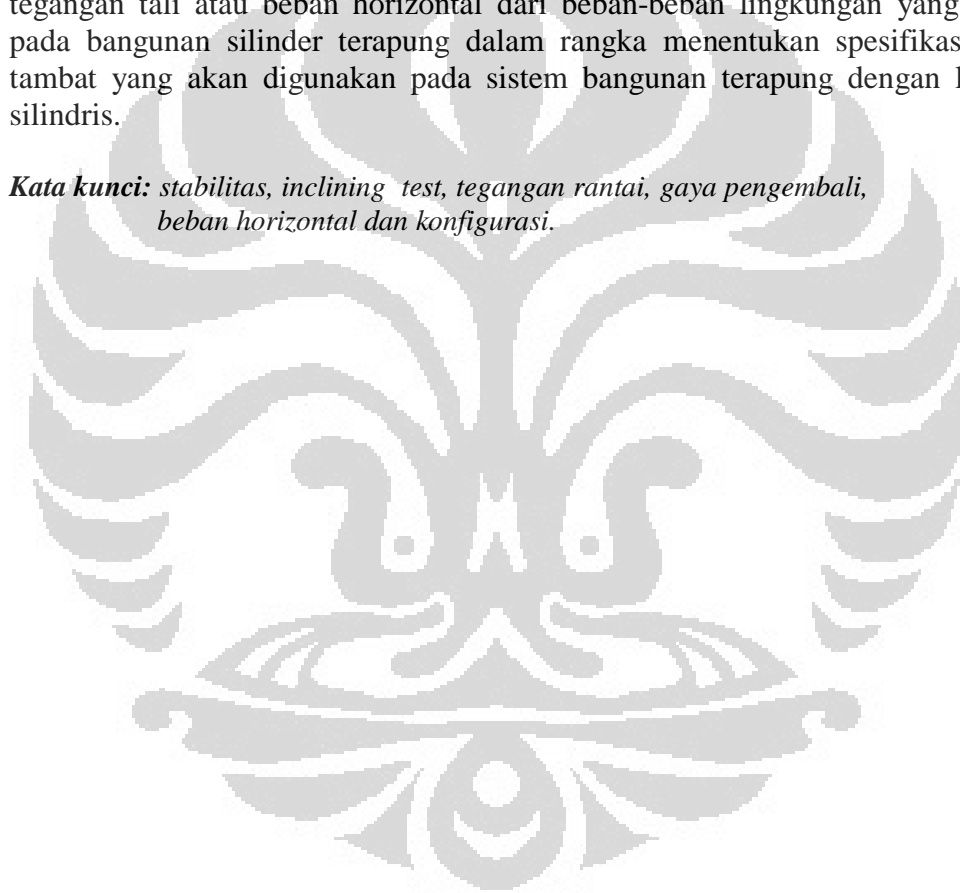 tegangan tali atau beban horizontal dari beban-beban lingkungan yang
pada bangunan silinder terapung dalam rangka menentukan spesifikas
tambat yang akan digunakan pada sistem bangunan terapung dengan
silindris.
Kata kunci: stabilitas, inclining test, tegangan rantai, gaya pengembali,
beban horizontal dan konfigurasi.